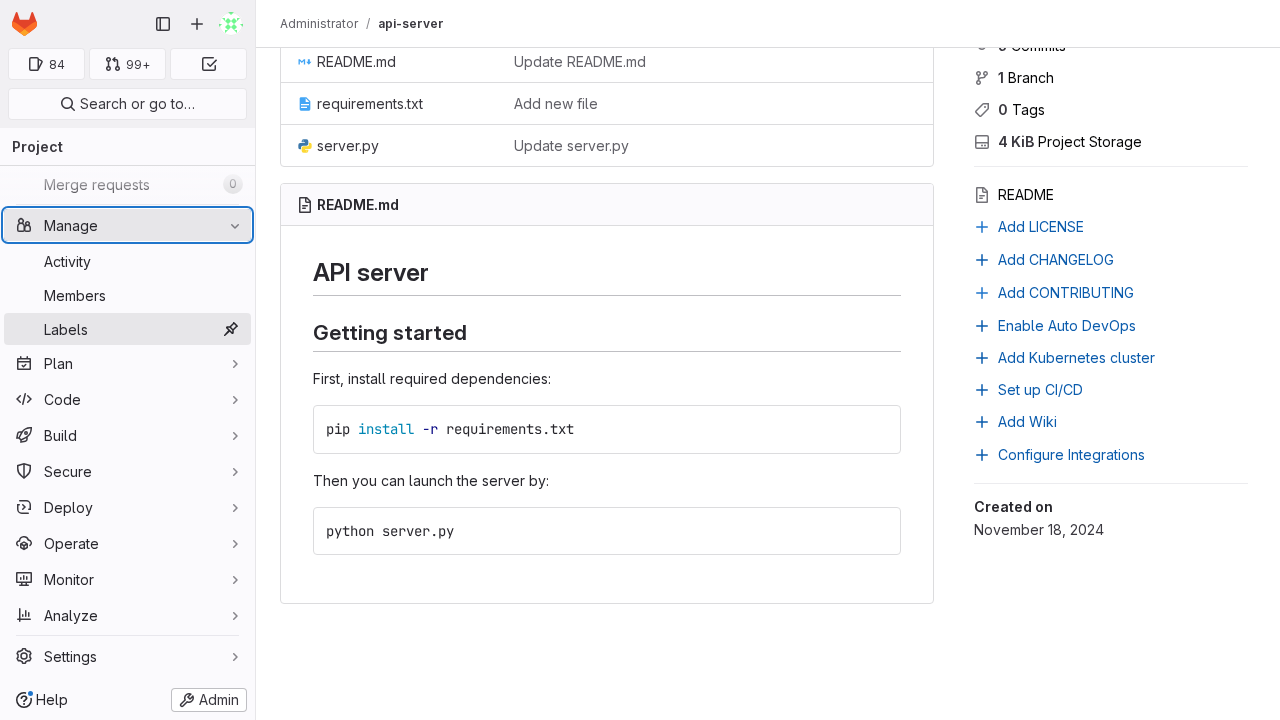 Administrator / api-server
84
99+
Search or go to…
Project
Merge requests 0
Manage
Activity
Members
Labels
Plan
Code
Build
Secure
Deploy
Operate
Monitor
Analyze
Settings
Help
Admin
README.md Update README.md
requirements.txt Add new file
server.py Update server.py
README.md
API server
Getting started
First, install required dependencies:
pip install -r requirements.txt
Then you can launch the server by:
python server.py
Commits
1 Branch
0 Tags
4 KiB Project Storage
README
Add LICENSE
Add CHANGELOG
Add CONTRIBUTING
Enable Auto DevOps
Add Kubernetes cluster
Set up CI/CD
Add Wiki
Configure Integrations
Created on
November 18, 2024